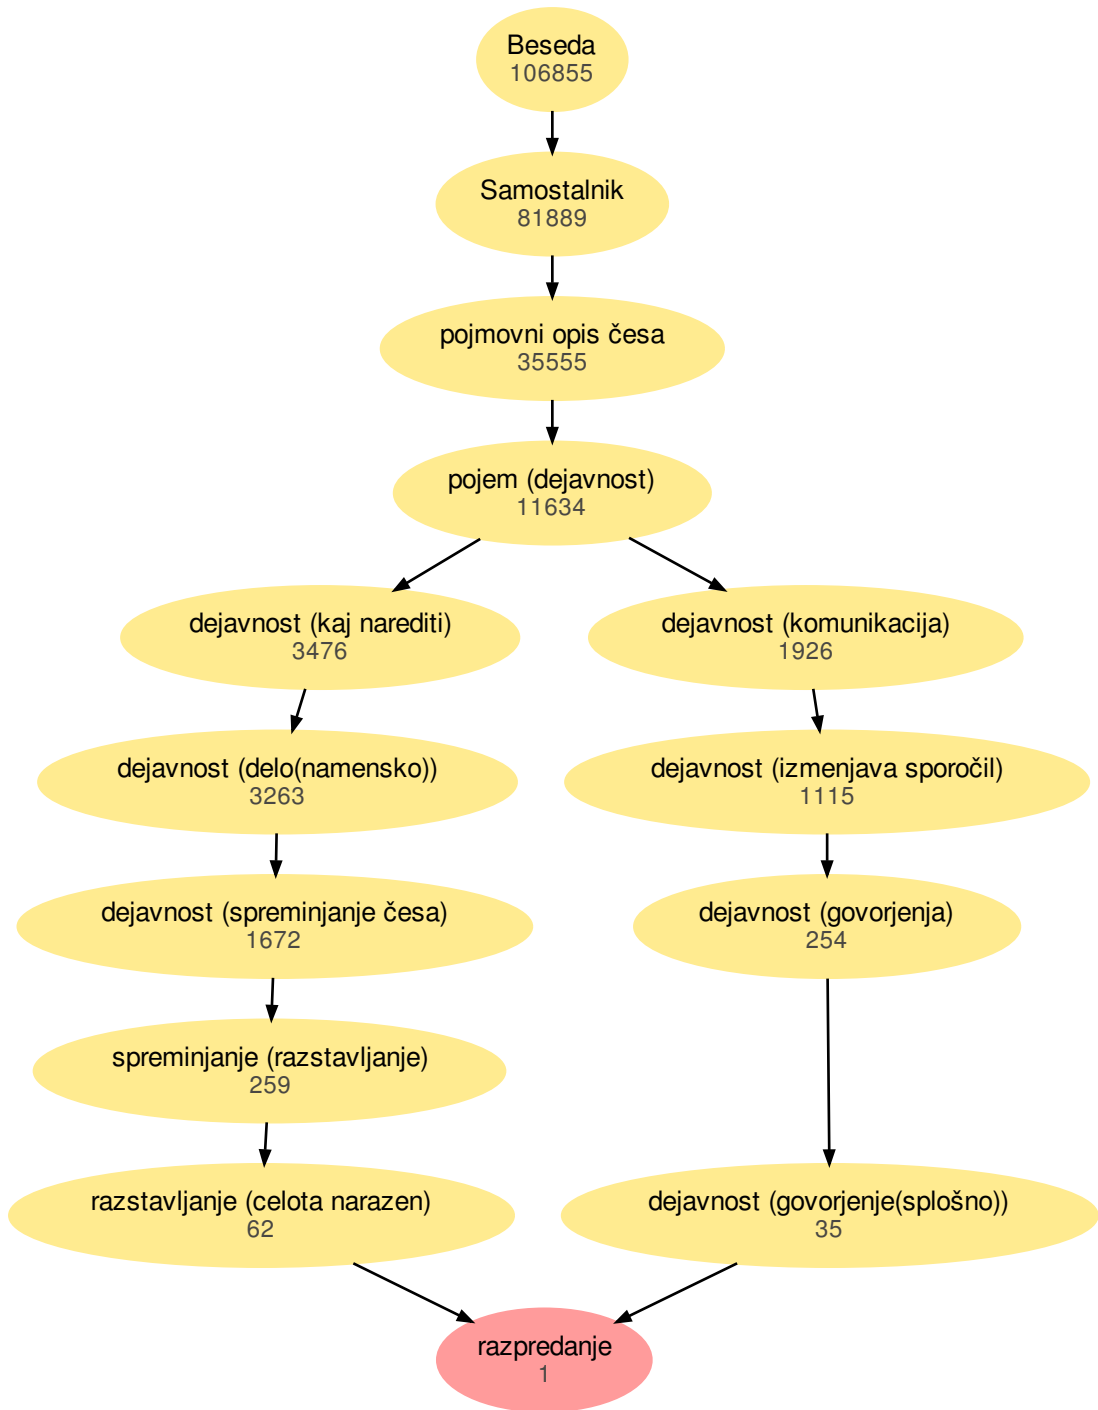 Beseda
106855
Samostalnik
81889
pojmovni opis česa
35555
pojem (dejavnost)
11634
dejavnost (kaj narediti)
3476
dejavnost (komunikacija)
1926
dejavnost (delo(namensko))
3263
dejavnost (izmenjava sporočil)
1115
dejavnost (spreminjanje česa)
1672
dejavnost (govorjenja)
254
spreminjanje (razstavljanje)
259
razstavljanje (celota narazen)
62
dejavnost (govorjenje(splošno))
35
razpredanje
1